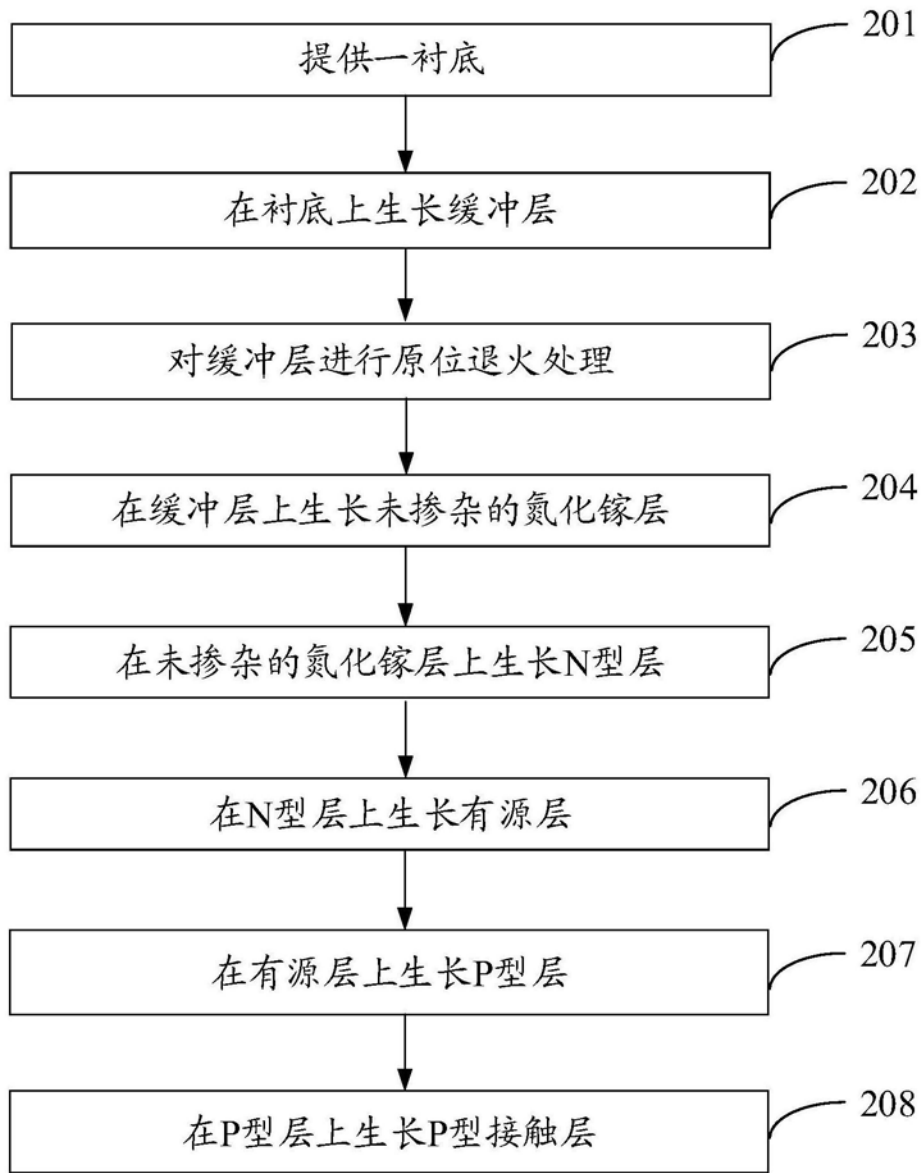 201
提供一衬底
202
在衬底上生长缓冲层
203
对缓冲层进行原位退火处理
204
在缓冲层上生长未掺杂的氮化镓层
205
在未掺杂的氮化镓层上生长N型层
206
在N型层上生长有源层
207
在有源层上生长P型层
208
在P型层上生长P型接触层